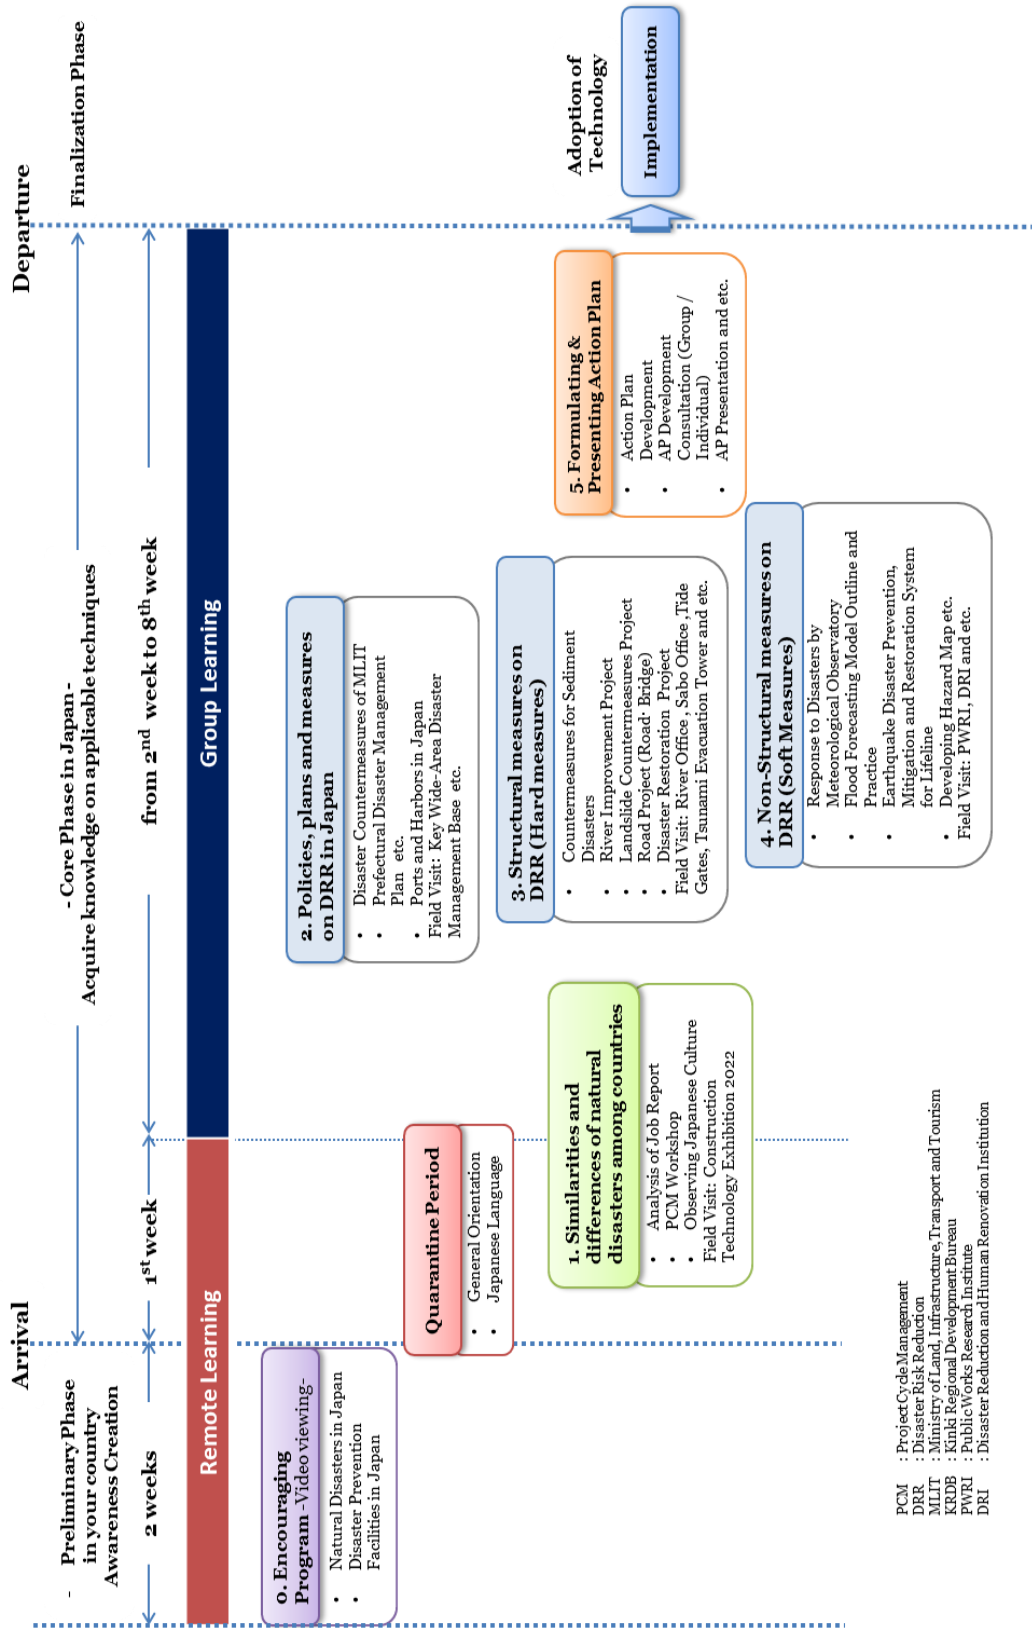 Arrival
Departure
- Preliminary Phase
in your country
Awareness Creation
- Core Phase in Japan -
Acquire knowledge on applicable techniques
Finalization Phase
2 weeks
1st week
from 2nd week to 8th week
Remote Learning
Group Learning
0. Encouraging
Program -Video viewing-
• Natural Disasters in Japan
• Disaster Prevention
Facilities in Japan
Quarantine Period
• General Orientation
• Japanese Language
1. Similarities and
differences of natural
disasters among countries
• Analysis of Job Report
• PCM Workshop
• Observing Japanese Culture
Field Visit: Construction
Technology Exhibition 2022
2. Policies, plans and measures
on DRR in Japan
• Disaster Countermeasures of MLIT
• Prefectural Disaster Management
Plan etc.
• Ports and Harbors in Japan
Field Visit: Key Wide-Area Disaster
Management Base etc.
3. Structural measures on
DRR (Hard measures)
• Countermeasures for Sediment
Disasters
• River Improvement Project
• Landslide Countermeasures Project
• Road Project (Road· Bridge)
• Disaster Restoration Project
Field Visit: River Office , Sabo Office ,Tide
Gates, Tsunami Evacuation Tower and etc.
4. Non-Structural measures on
DRR (Soft Measures)
• Response to Disasters by
Meteorological Observatory
• Flood Forecasting Model Outline and
Practice
• Earthquake Disaster Prevention,
Mitigation and Restoration System
for Lifeline
• Developing Hazard Map etc.
Field Visit: PWRI, DRI and etc.
5. Formulating &
Presenting Action Plan
• Action Plan
Development
• AP Development
Consultation (Group /
Individual)
• AP Presentation and etc.
Adoption of
Technology
Implementation
PCM : Project Cycle Management
DRR : Disaster Risk Reduction
MLIT : Ministry of Land, Infrastructure, Transport and Tourism
KRDB : Kinki Regional Development Bureau
PWRI : Public Works Research Institute
DRI : Disaster Reduction and Human Renovation Institution